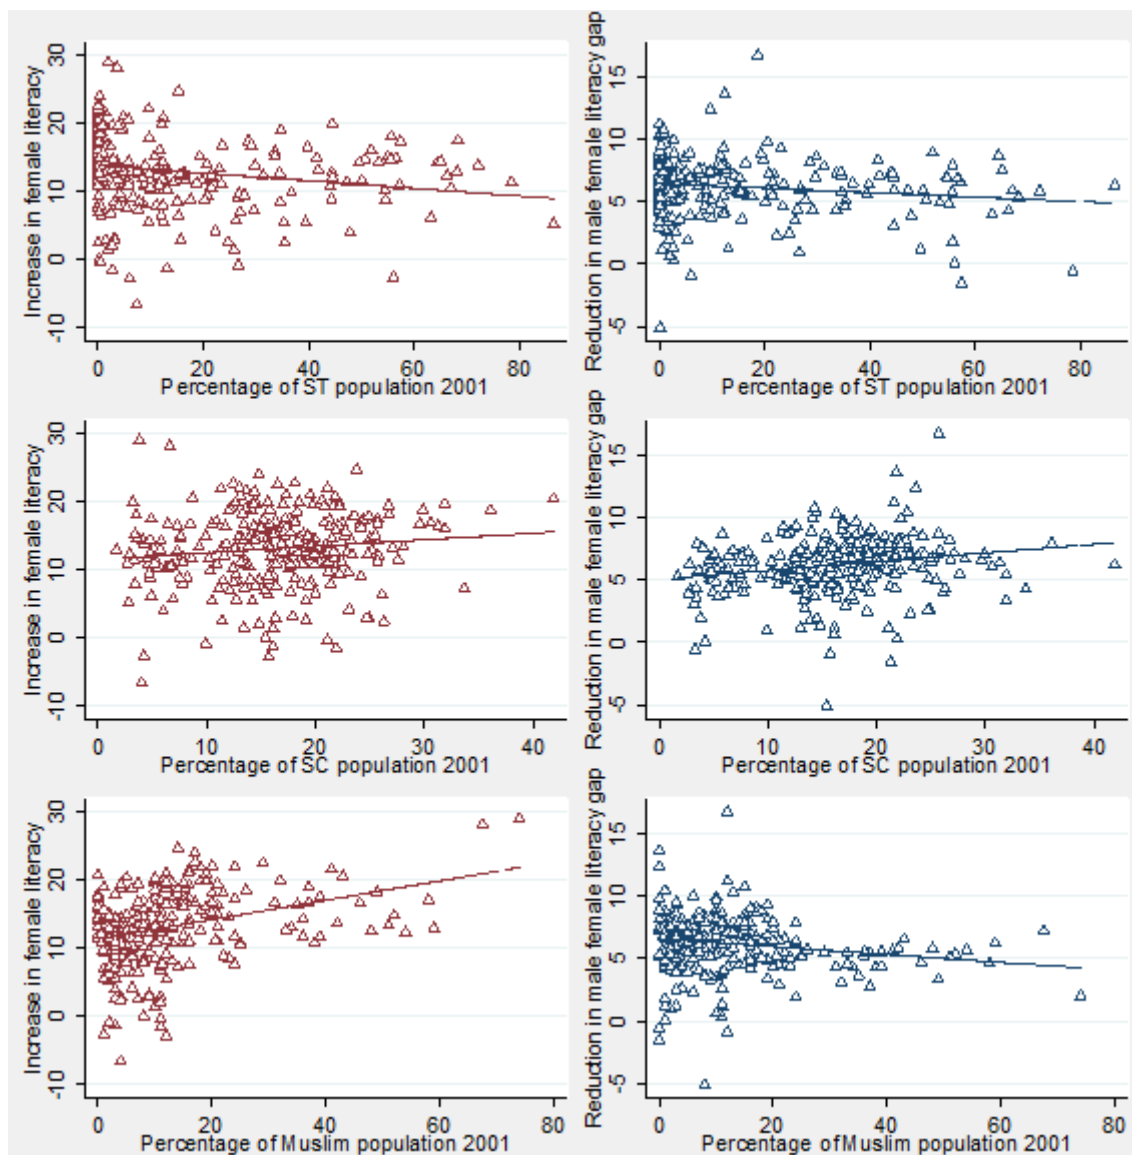 Increase in female literacy
30
20
10
0
-10
0 20 40 60 80
Percentage of ST population 2001
Reduction in male female literacy gap
15
10
5
0
-5
0 20 40 60 80
Percentage of ST population 2001
Increase in female literacy
30
20
10
0
-10
0 10 20 30 40
Percentage of SC population 2001
Reduction in male female literacy gap
15
10
5
0
-5
0 10 20 30 40
Percentage of SC population 2001
Increase in female literacy
30
20
10
0
-10
0 20 40 60 80
Percentage of Muslim population 2001
Reduction in male female literacy gap
15
10
5
0
-5
0 20 40 60 80
Percentage of Muslim population 2001